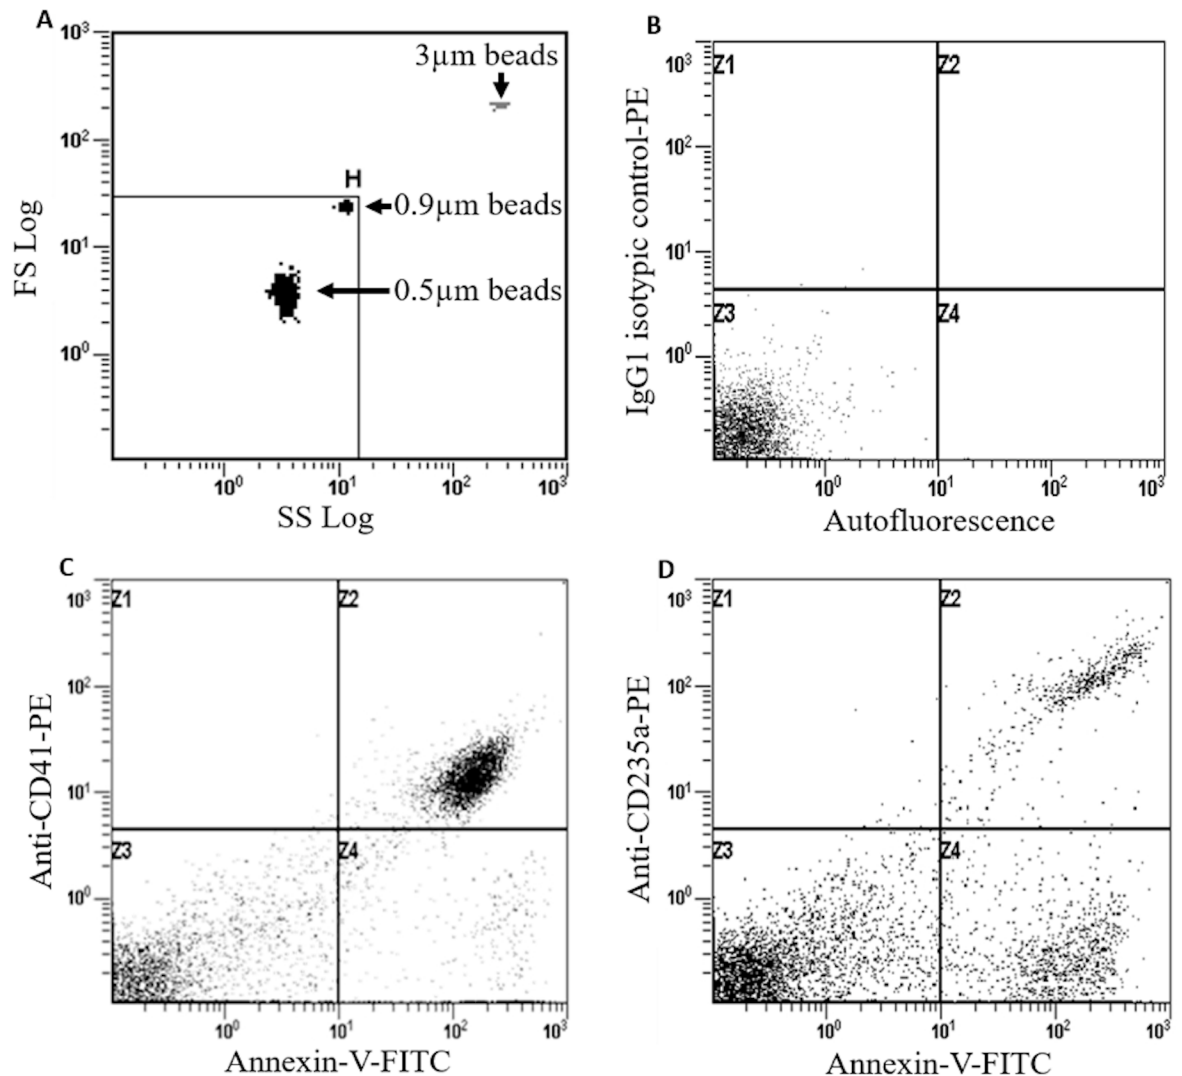 A
10³
10²
10¹
10⁰
FS Log
3µm beads
H
0.9µm beads
0.5µm beads
10⁰ 10¹ 10² 10³
SS Log
B
10³
10²
10¹
10⁰
IgG1 isotypic control-PE
Z1 Z2
Z3 Z4
10⁰ 10¹ 10² 10³
Autofluorescence
C
10³
10²
10¹
10⁰
Anti-CD41-PE
Z1 Z2
Z3 Z4
10⁰ 10¹ 10² 10³
Annexin-V-FITC
D
10³
10²
10¹
10⁰
Anti-CD235a-PE
Z1 Z2
Z3 Z4
10⁰ 10¹ 10² 10³
Annexin-V-FITC